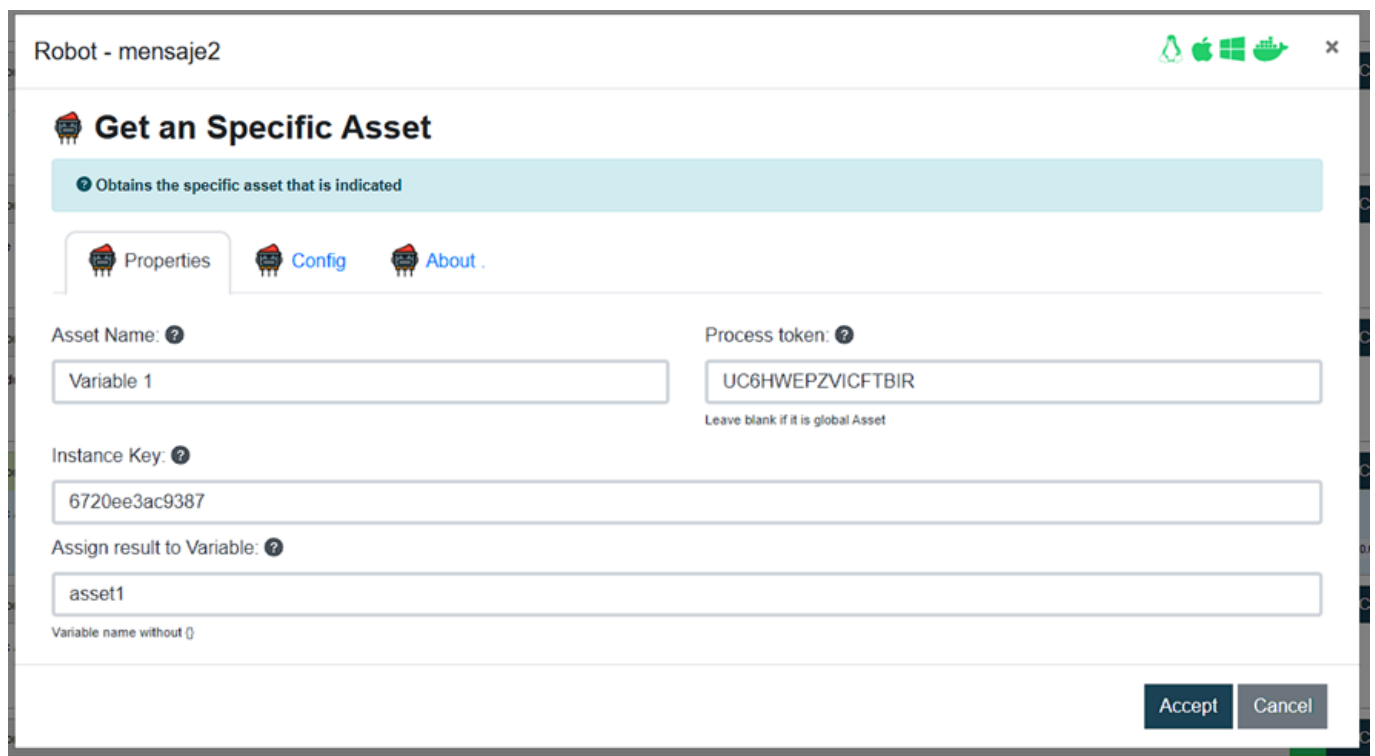 Robot - mensaje2
×
Get an Specific Asset
Obtains the specific asset that is indicated
Properties Config About .
Asset Name: Process token:
Variable 1 UC6HWEPZVICFTBIR
Leave blank if it is global Asset
Instance Key:
6720ee3ac9387
Assign result to Variable:
asset1
Variable name without {}
Accept Cancel